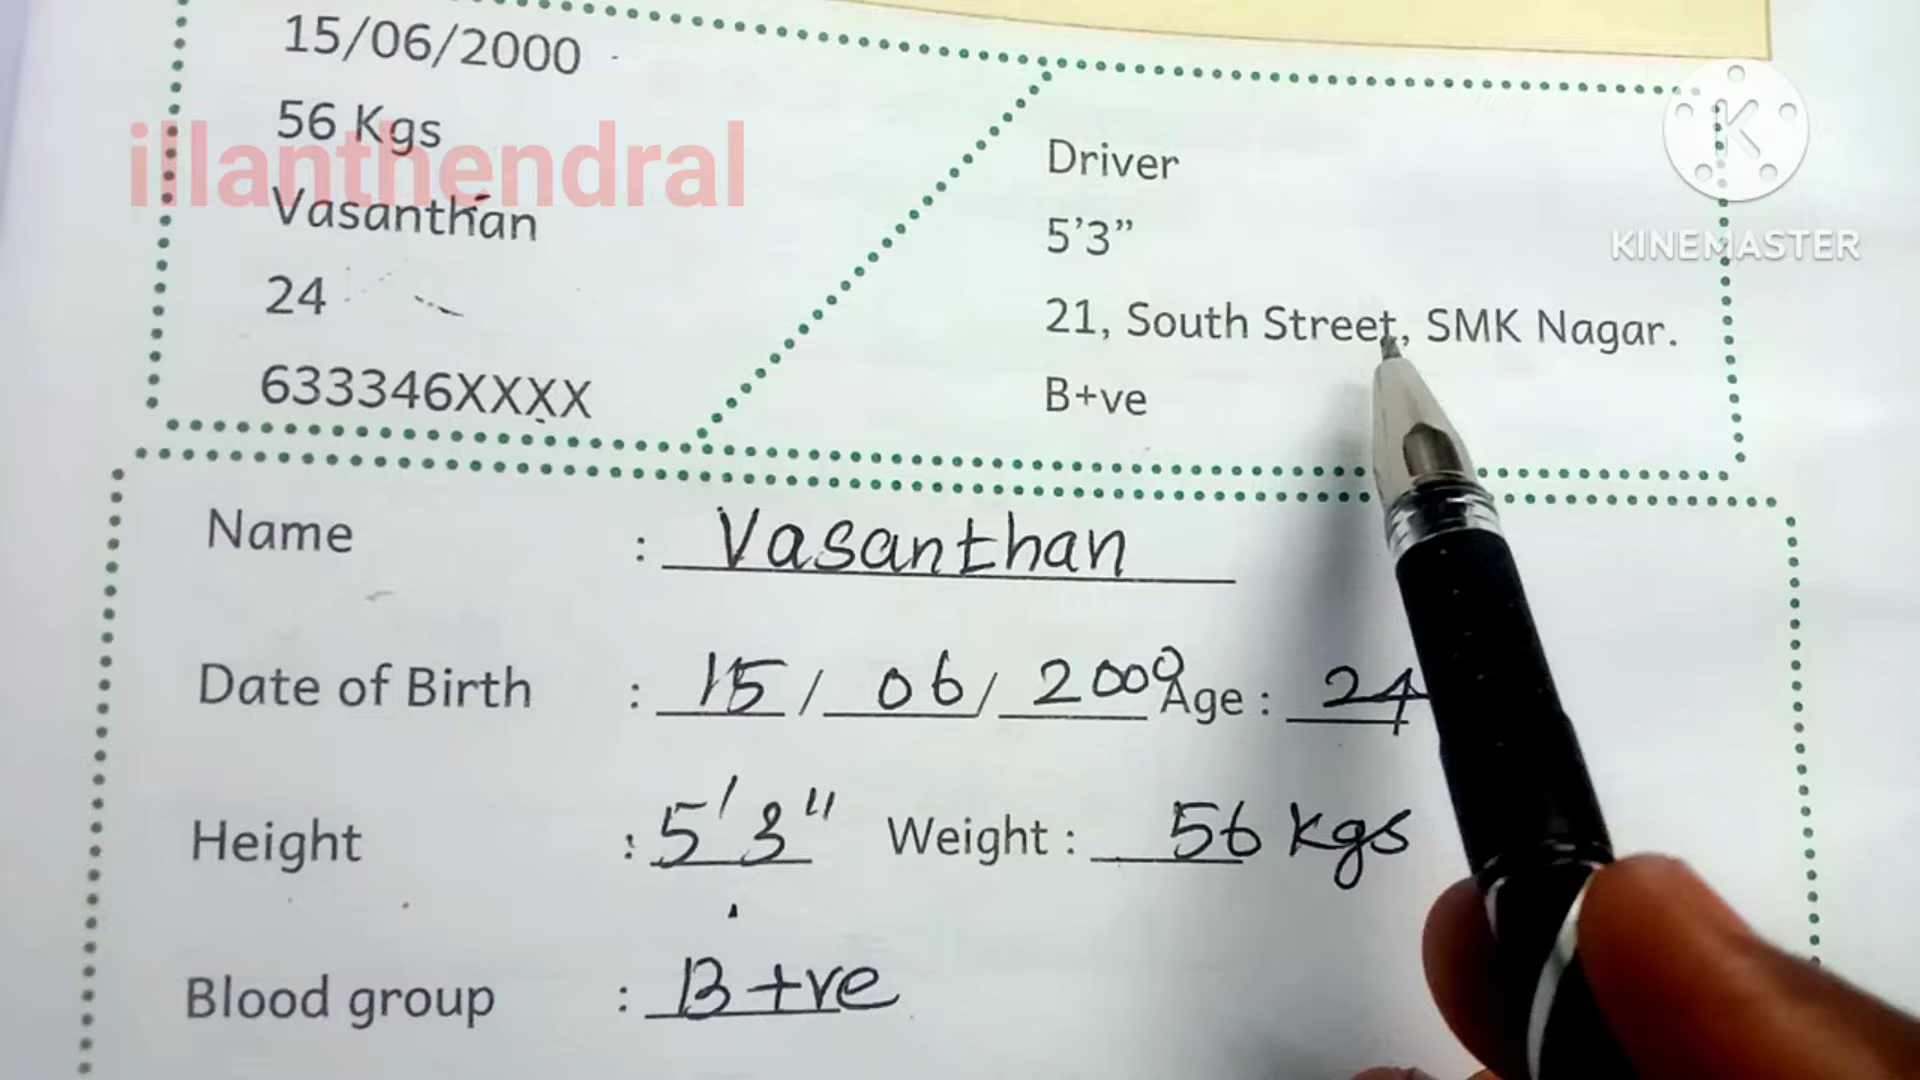 15/06/2000
56 Kgs
illanthendral
Vasanthan
24
633346XXXX
Driver
5’3”
21, South Street, SMK Nagar.
B+ve
KINEMASTER
Name : Vasanthan
Date of Birth : 15 / 06 / 2000 Age : 24
Height : 5'3" Weight : 56 kgs
Blood group : B +ve